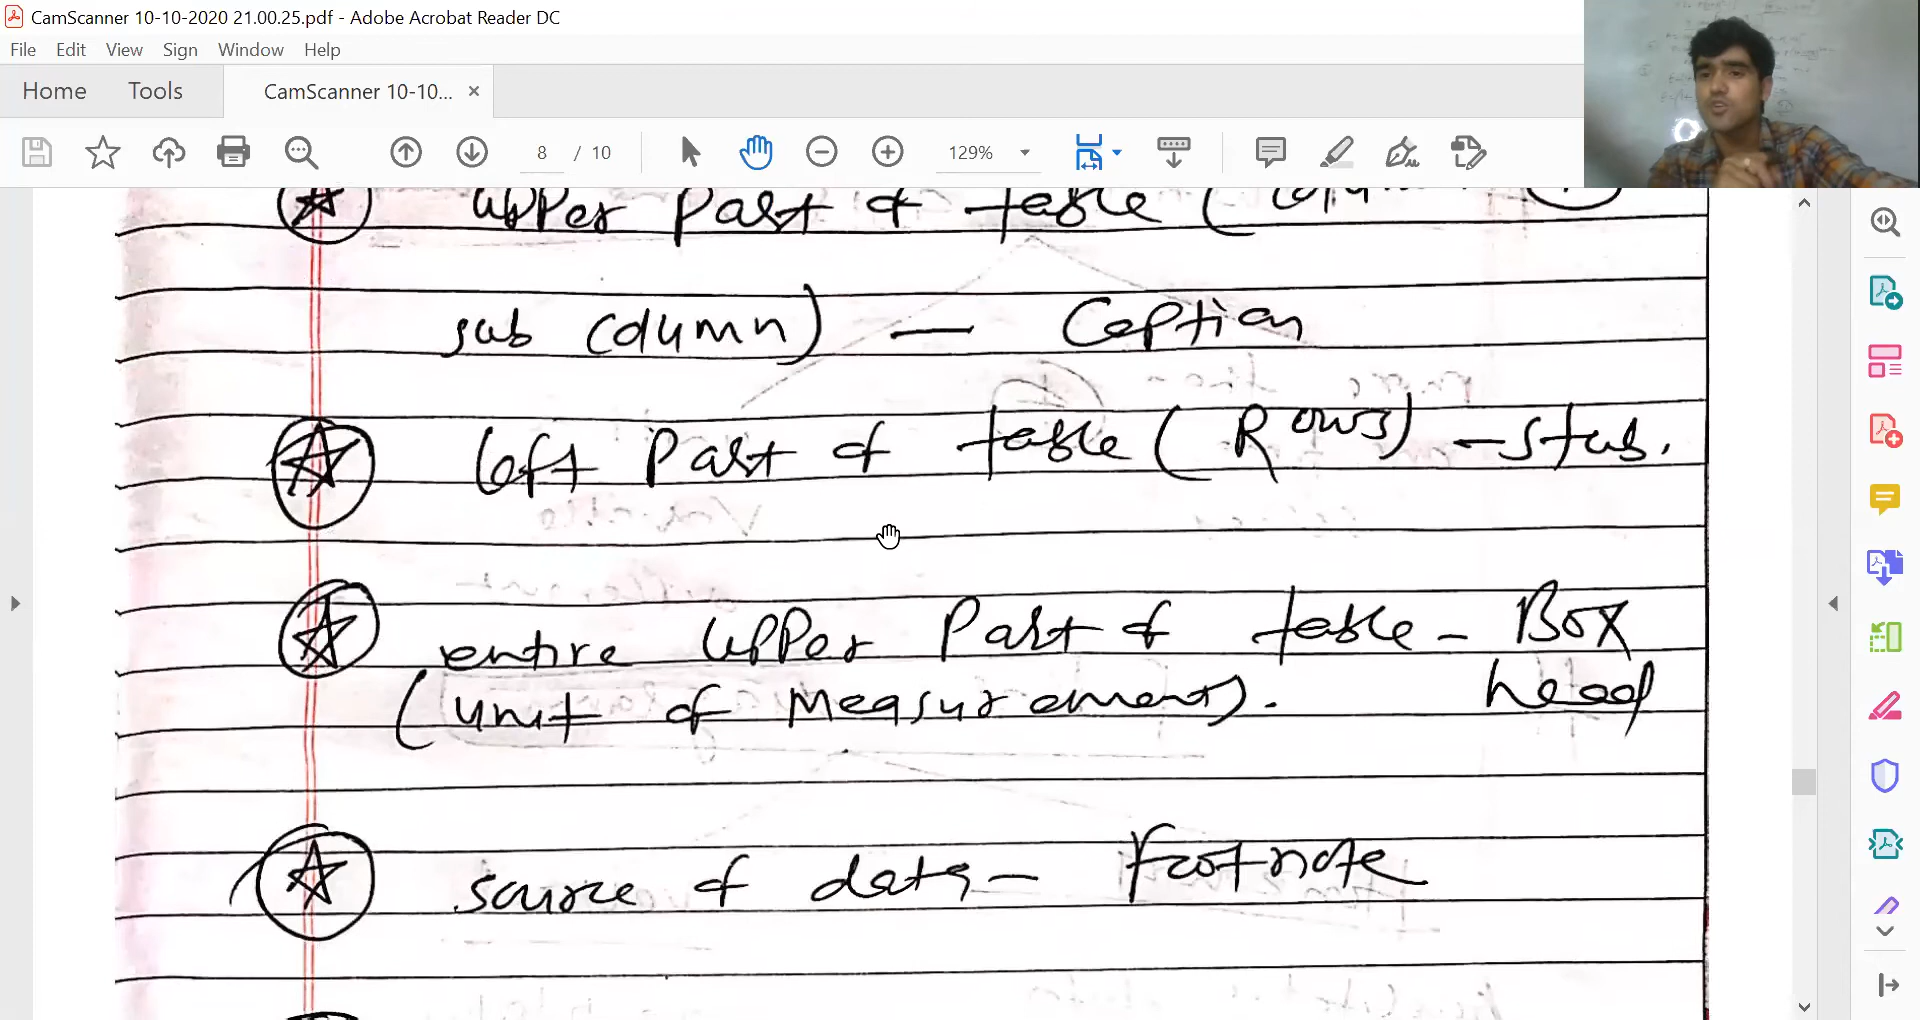 CamScanner 10-10-2020 21.00.25.pdf - Adobe Acrobat Reader DC
File Edit View Sign Window Help
Home Tools CamScanner 10-10... ×
8 / 10 129%
upper part of table (
sub column) — Caption
left part of table (Rows) - stub.
entire upper part of table - Box
(unit of measurement). head
source of data - footnote